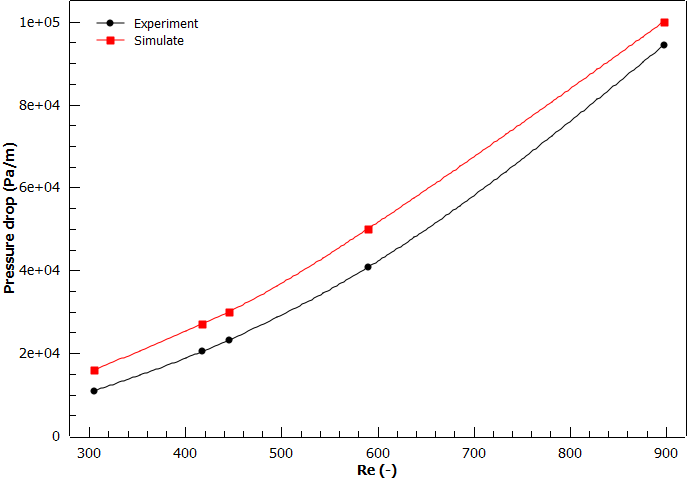 Experiment
Simulate
1e+05
8e+04
6e+04
4e+04
2e+04
0
Pressure drop (Pa/m)
300 400 500 600 700 800 900
Re (-)